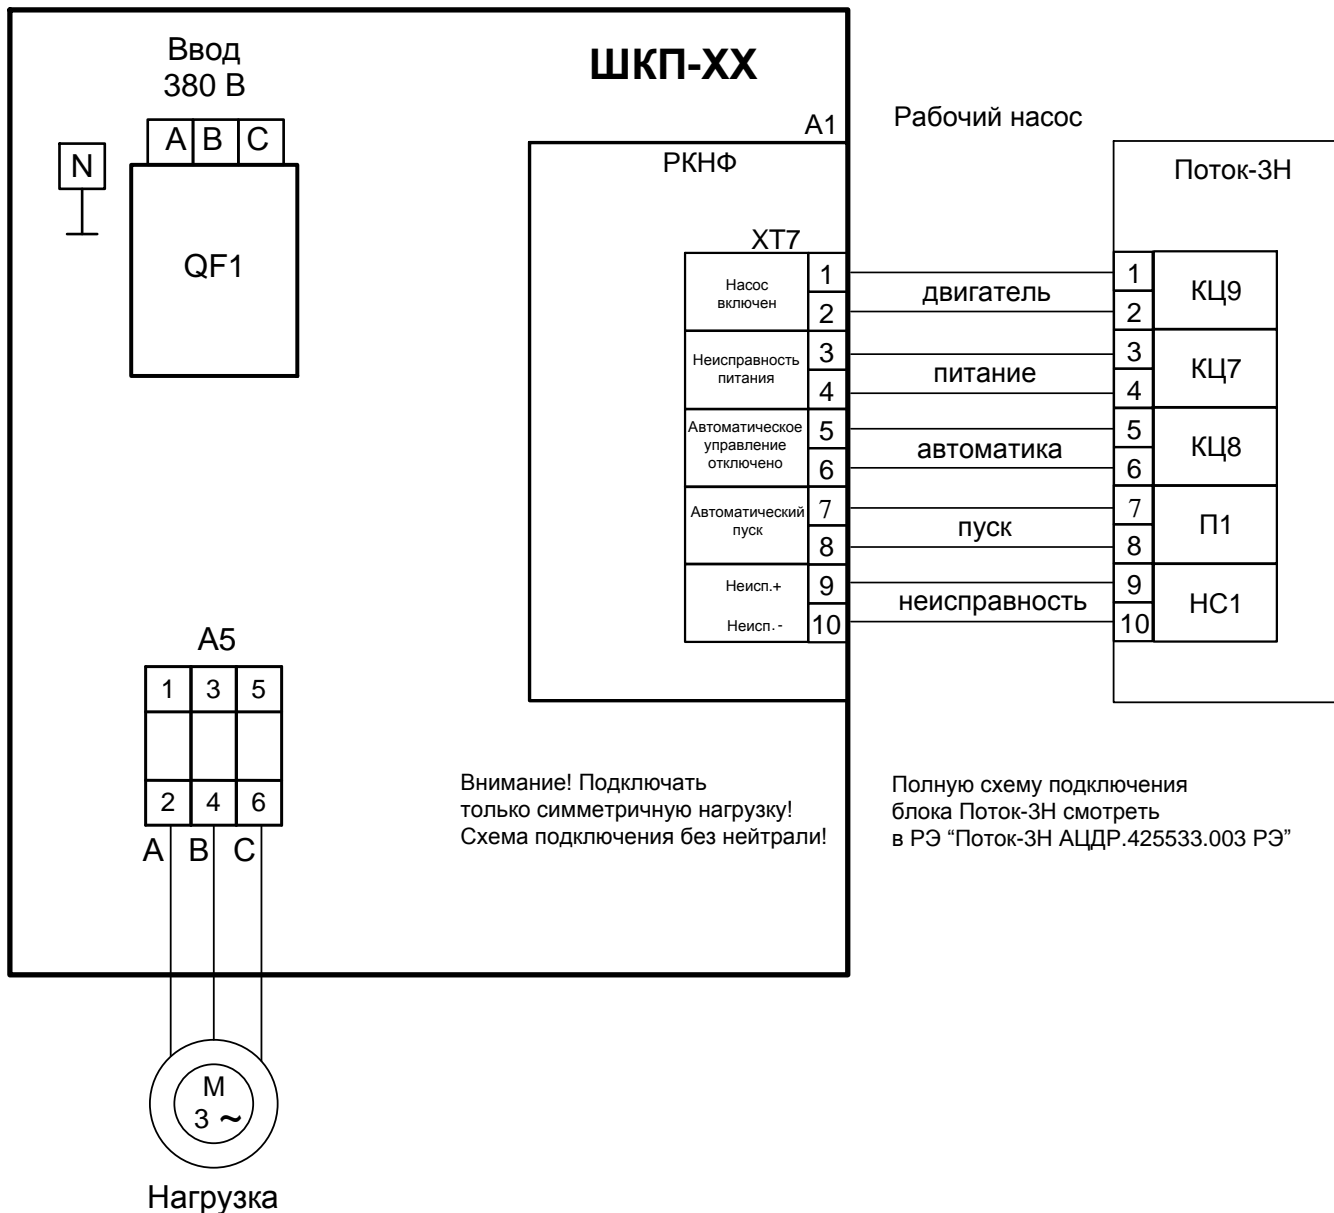 Ввод
380 В
ШКП-ХХ
A B C
N
QF1
A1
РКНФ
XT7
Насос
включен
1
2
Неисправность
питания
3
4
Автоматическое
управление
отключено
5
6
Автоматический
пуск
7
8
Неисп.+
9
Неисп.-
10
двигатель
питание
автоматика
пуск
неисправность
Рабочий насос
Поток-3Н
1
2
КЦ9
3
4
КЦ7
5
6
КЦ8
7
8
П1
9
10
НС1
A5
1 3 5
2 4 6
A B C
Внимание! Подключать
только симметричную нагрузку!
Схема подключения без нейтрали!
Полную схему подключения
блока Поток-3Н смотреть
в РЭ “Поток-3Н АЦДР.425533.003 РЭ”
М
3 ~
Нагрузка